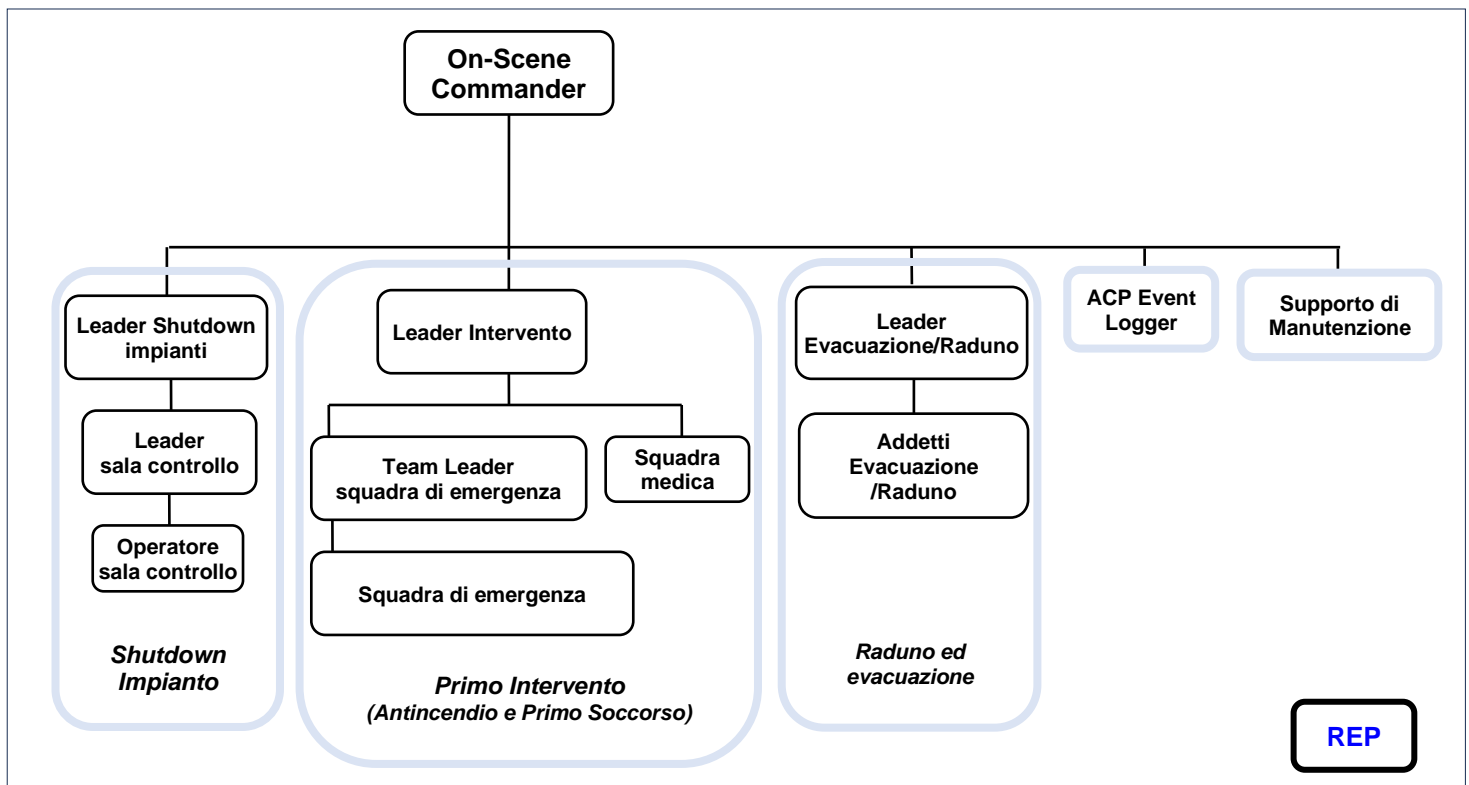 On-Scene
Commander
Leader Shutdown
impianti
Leader
sala controllo
Operatore
sala controllo
Shutdown
Impianto
Leader Intervento
Team Leader
squadra di emergenza
Squadra
medica
Squadra di emergenza
Primo Intervento
(Antincendio e Primo Soccorso)
Leader
Evacuazione/Raduno
Addetti
Evacuazione
/Raduno
Raduno ed
evacuazione
ACP Event
Logger
Supporto di
Manutenzione
REP